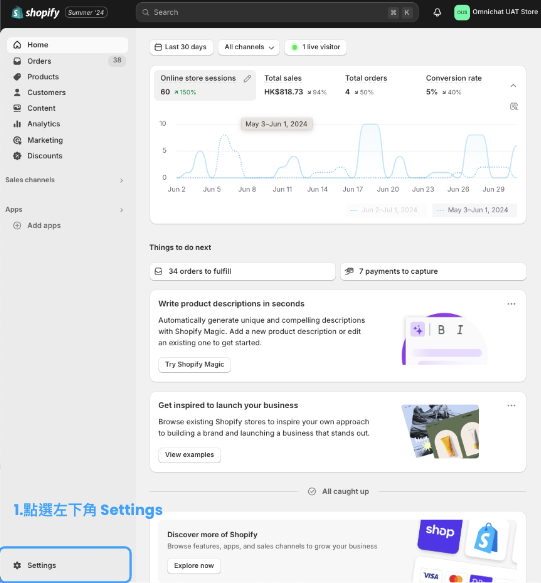 shopify Summer '24
Search
⌘ K
OUS Omnichat UAT Store
Home
Orders 38
Products
Customers
Content
Analytics
Marketing
Discounts
Sales channels
Apps
Add apps
Last 30 days
All channels
1 live visitor
Online store sessions
60 ↗ 150%
Total sales
HK$818.73 ↘ 94%
Total orders
4 ↘ 50%
Conversion rate
5% ↘ 40%
May 3–Jun 1, 2024
10
5
0
Jun 2 Jun 5 Jun 8 Jun 11 Jun 14 Jun 17 Jun 20 Jun 23 Jun 26 Jun 29
Jun 2–Jul 1, 2024
May 3–Jun 1, 2024
Things to do next
34 orders to fulfill
7 payments to capture
Write product descriptions in seconds
Automatically generate unique and compelling descriptions
with Shopify Magic. Add a new product description or edit
an existing one to get started.
Try Shopify Magic
B I
Get inspired to launch your business
Browse existing Shopify stores to inspire your own approach
to building a brand and launching a business that stands out.
View examples
All caught up
1.點選左下角 Settings
Discover more of Shopify
Browse features, apps, and sales channels to grow your business
Explore now
shop
VISA
Settings